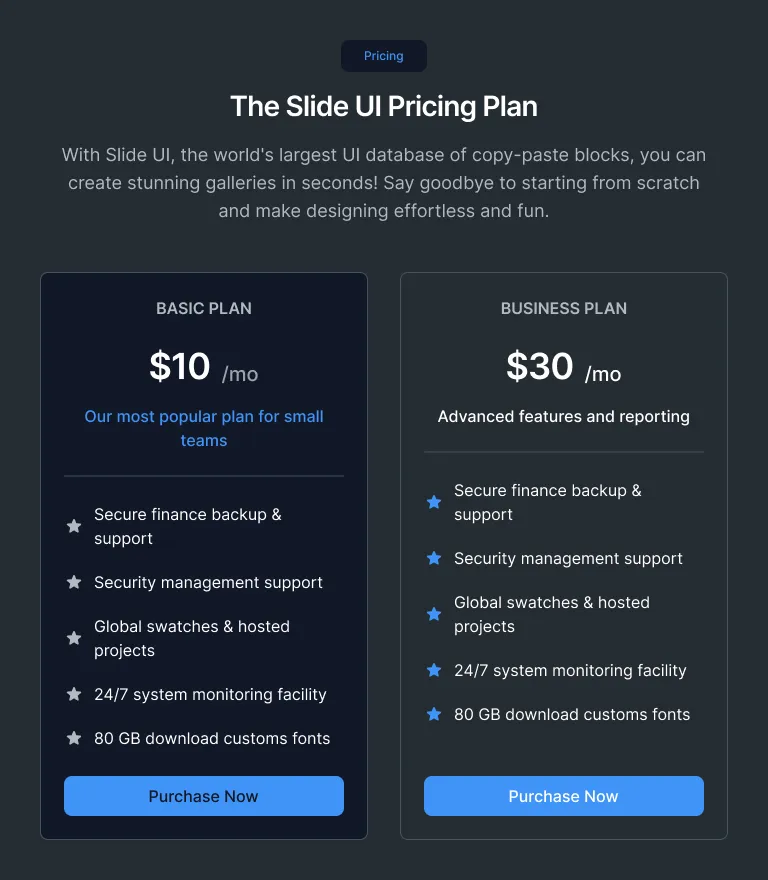 Pricing
The Slide UI Pricing Plan
With Slide UI, the world's largest UI database of copy-paste blocks, you can
create stunning galleries in seconds! Say goodbye to starting from scratch
and make designing effortless and fun.
BASIC PLAN
$10 /mo
Our most popular plan for small
teams
Secure finance backup &
support
Security management support
Global swatches & hosted
projects
24/7 system monitoring facility
80 GB download customs fonts
Purchase Now
BUSINESS PLAN
$30 /mo
Advanced features and reporting
Secure finance backup &
support
Security management support
Global swatches & hosted
projects
24/7 system monitoring facility
80 GB download customs fonts
Purchase Now